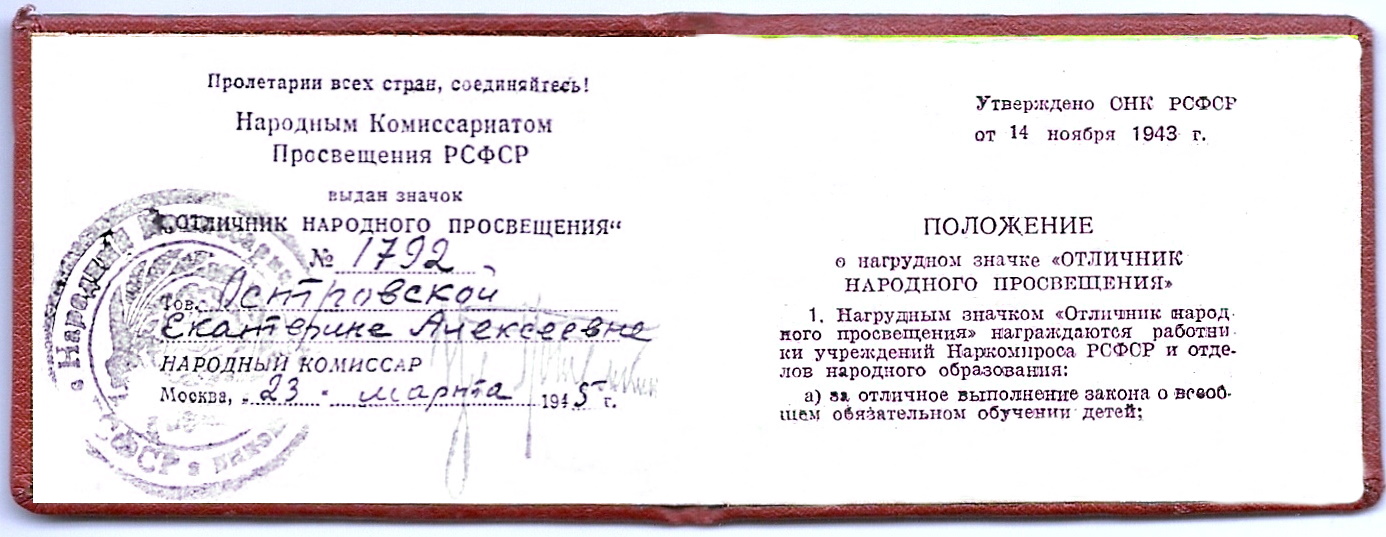 Пролетарии всех стран, соединяйтесь!
Народным Комиссариатом
Просвещения РСФСР
выдан значок
„ОТЛИЧНИК НАРОДНОГО ПРОСВЕЩЕНИЯ“
№ 1792
Тов. Островской
Екатерине Алексеевне
НАРОДНЫЙ КОМИССАР
Москва, „23 " марта 1945 г.
Народный
РСФСР
Утверждено СНК РСФСР
от 14 ноября 1943 г.
ПОЛОЖЕНИЕ
о нагрудном значке «ОТЛИЧНИК
НАРОДНОГО ПРОСВЕЩЕНИЯ»
1. Нагрудным значком «Отличник народ-
ного просвещения» награждаются работни-
ки учреждений Наркомпроса РСФСР и отде-
лов народного образования:
а) за отличное выполнение закона о всеоб-
щем обязательном обучении детей;